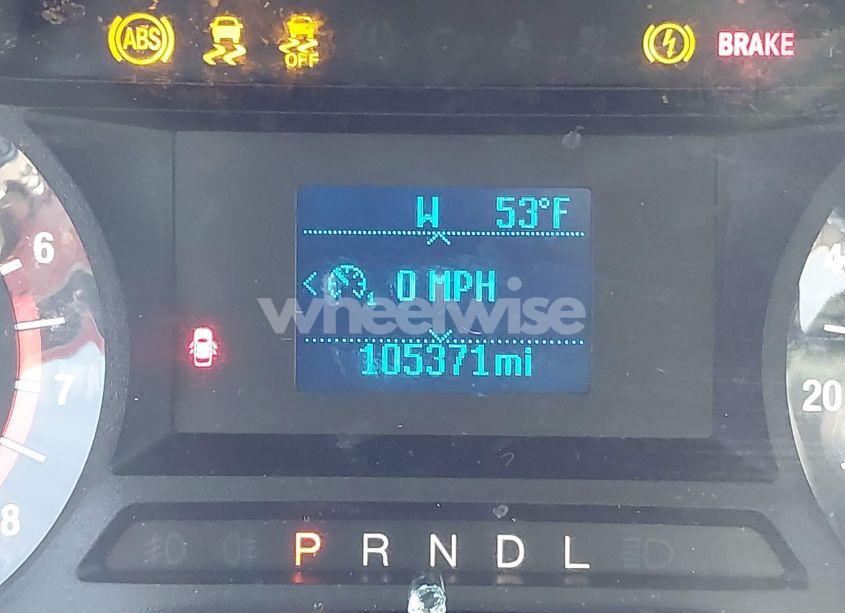 ABS
OFF
BRAKE
W 53°F
6
4
< 0 MPH
wheelwise
105371mi
7
20
8
P R N D L